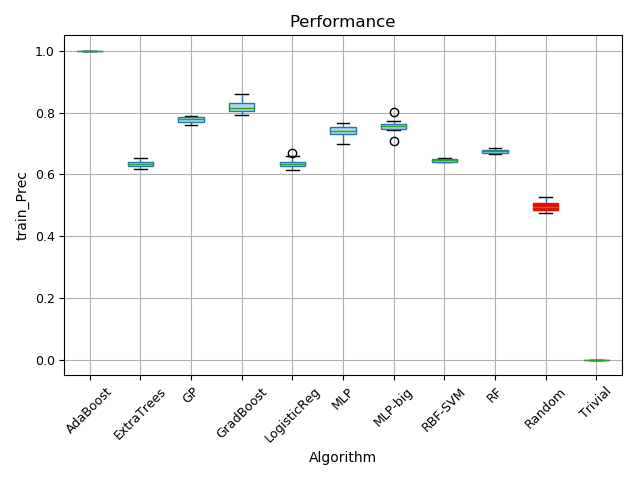 Performance
train_Prec
1.0
0.8
0.6
0.4
0.2
0.0
AdaBoost
ExtraTrees
GP
GradBoost
LogisticReg
MLP
MLP-big
RBF-SVM
RF
Random
Trivial
Algorithm